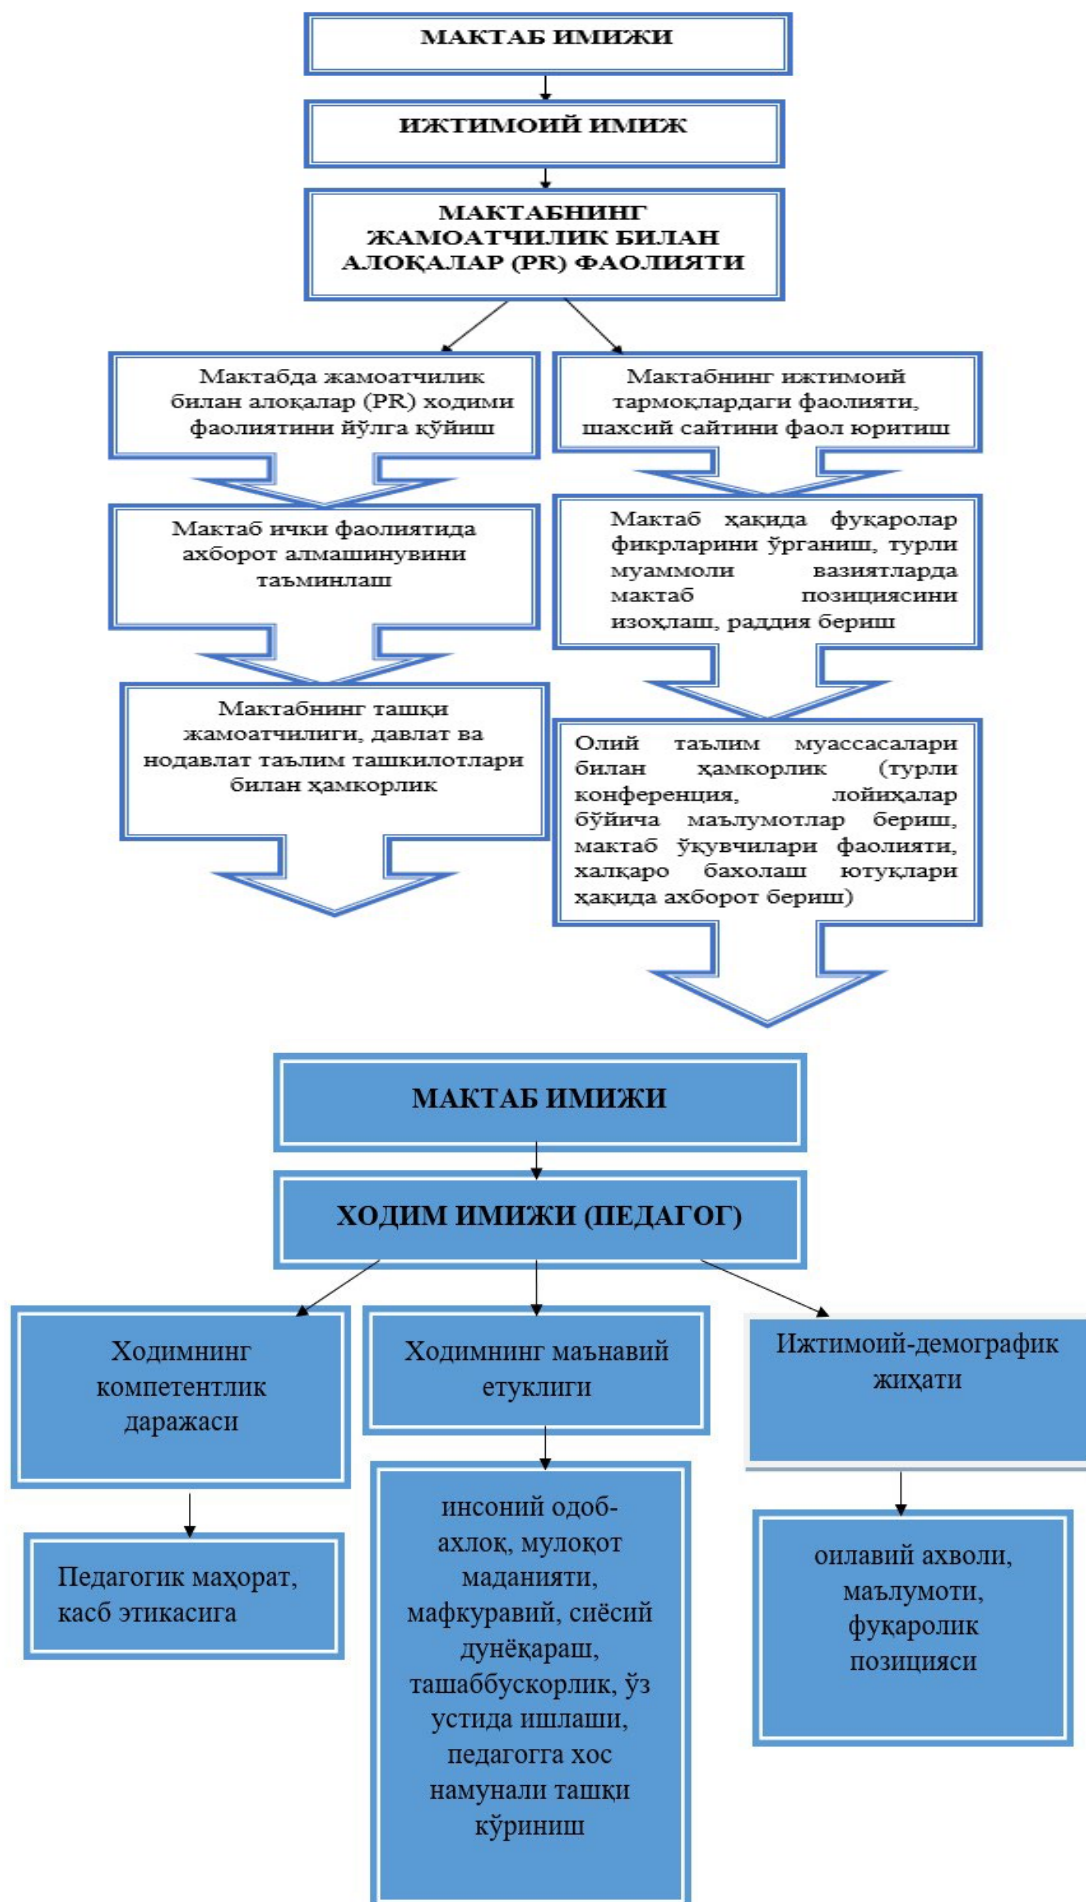 МАКТАБ ИМИЖИ
ИЖТИМОИЙ ИМИЖ
МАКТАБНИНГ
ЖАМОАТЧИЛИК БИЛАН
АЛОҚАЛАР (PR) ФАОЛИЯТИ
Мактабда жамоатчилик
билан алоқалар (PR) ходими
фаолиятини йўлга қўйиш
Мактаб ички фаолиятида
ахборот алмашинувини
таъминлаш
Мактабнинг ташқи
жамоатчилиги, давлат ва
нодавлат таълим ташкилотлари
билан ҳамкорлик
Мактабнинг ижтимоий
тармоқлардаги фаолияти,
шахсий сайтини фаол юритиш
Мактаб ҳақида фуқаролар
фикрларини ўрганиш, турли
муаммоли вазиятларда
мактаб позициясини
изоҳлаш, раддия бериш
Олий таълим муассасалари
билан ҳамкорлик (турли
конференция, лойиҳалар
бўйича маълумотлар бериш,
мактаб ўқувчилари фаолияти,
халқаро бахолаш ютуқлари
ҳақида ахборот бериш)
МАКТАБ ИМИЖИ
ХОДИМ ИМИЖИ (ПЕДАГОГ)
Ходимнинг
компетентлик
даражаси
Педагогик маҳорат,
касб этикасига
Ходимнинг маънавий
етуклиги
инсоний одоб-
ахлоқ, мулоқот
маданияти,
мафкуравий, сиёсий
дунёқараш,
ташаббускорлик, ўз
устида ишлаши,
педагогга хос
намунали ташқи
кўриниш
Ижтимоий-демографик
жиҳати
оилавий ахволи,
маълумоти,
фуқаролик
позицияси